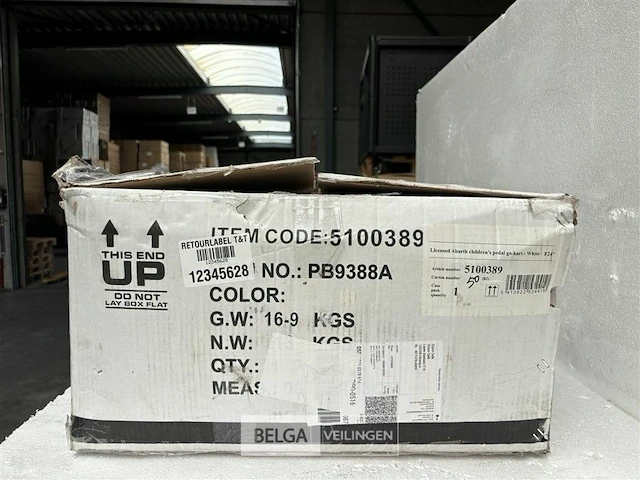 ITEM CODE:5100389
THIS END
UP
DO NOT
LAY BOX FLAT
RETOURLABEL T&T
12345628
12345628
NO.: PB9388A
COLOR:
G.W: 16-9 KGS
N.W: KGS
QTY.:
MEAS
Licensed Abarth children's pedal go-kart - White
Article number 5100389
Carton number 50
Case pack quantity 1
BELGA VEILINGEN